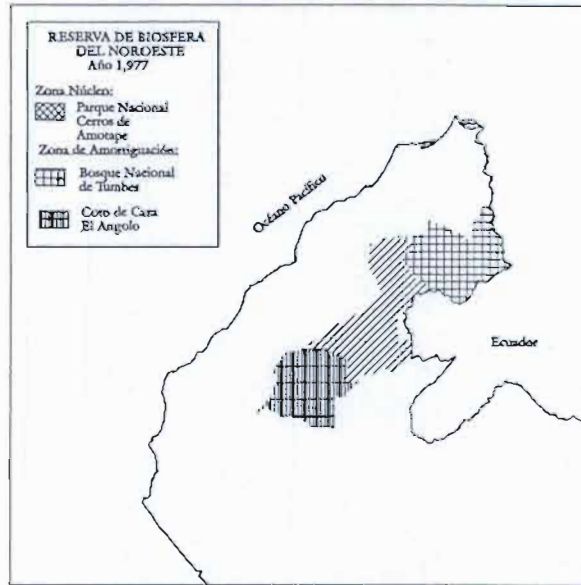 RESERVA DE BIOSFERA
DEL NOROESTE
Año 1,977
Zona Núcleo:
Parque Nacional
Cerros de
Amotape
Zona de Amortiguación:
Bosque Nacional
de Tumbes
Coto de Caza
El Angolo
Océano Pacífico
Ecuador